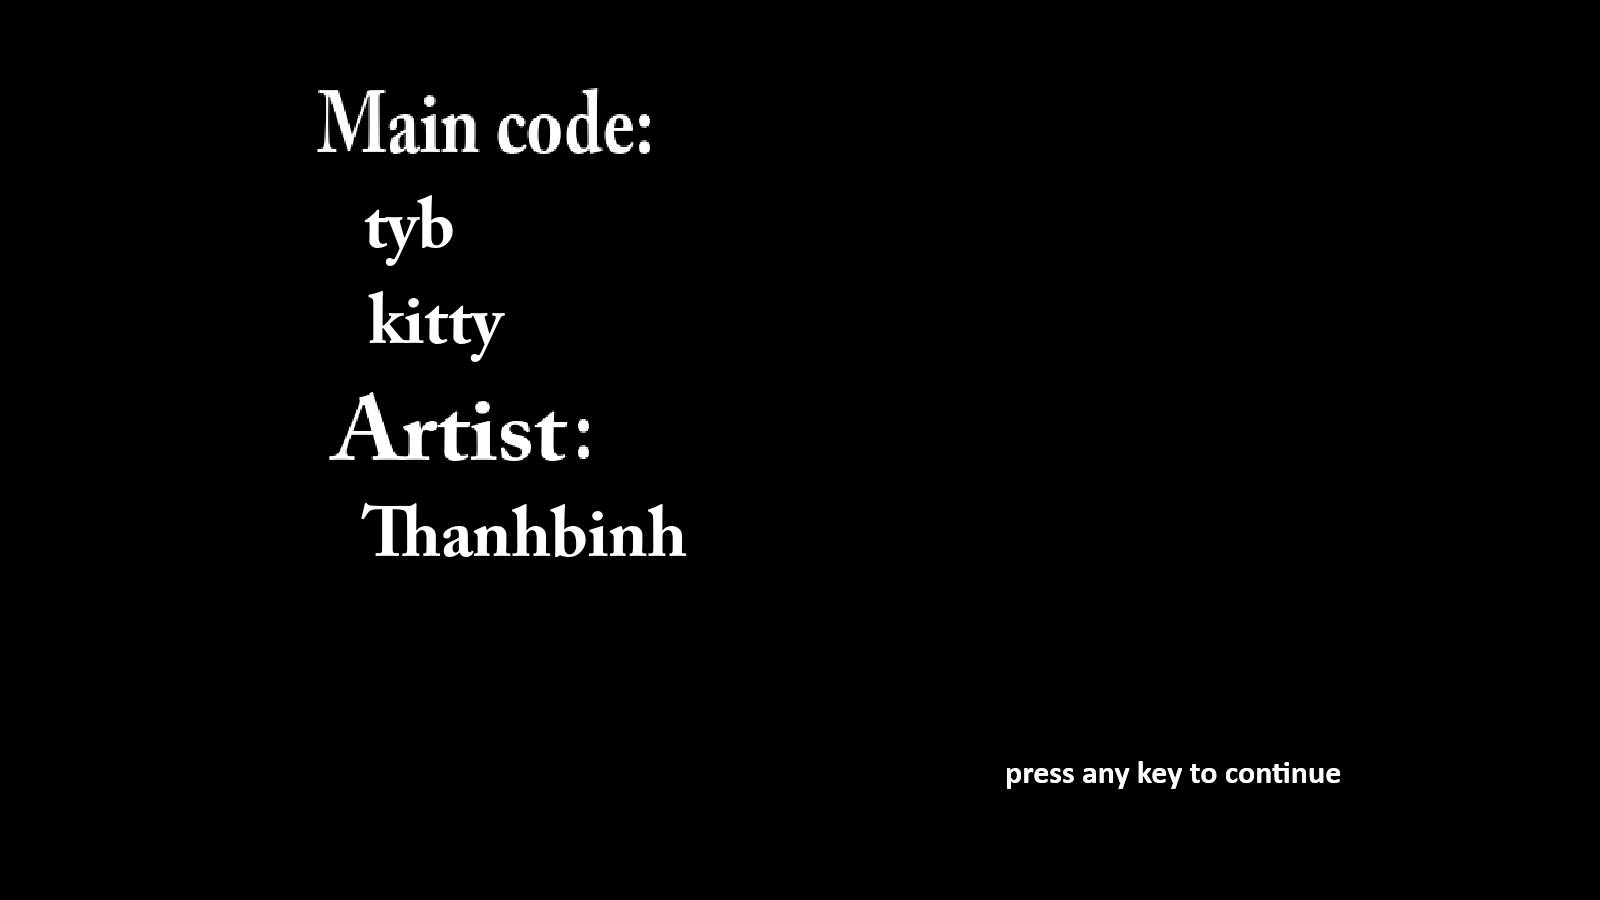 Main code:
tyb
kitty
Artist:
Thanhbinh
press any key to continue